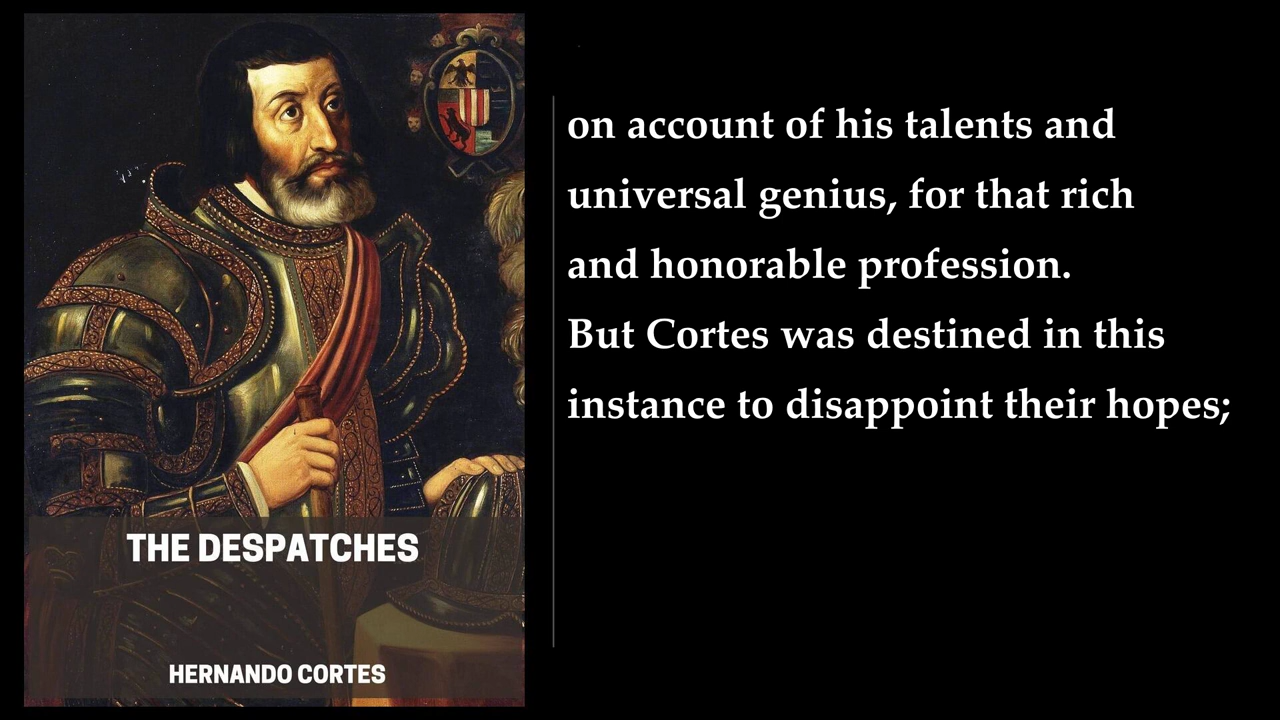 on account of his talents and
universal genius, for that rich
and honorable profession.
But Cortes was destined in this
instance to disappoint their hopes;
THE DESPATCHES
HERNANDO CORTES